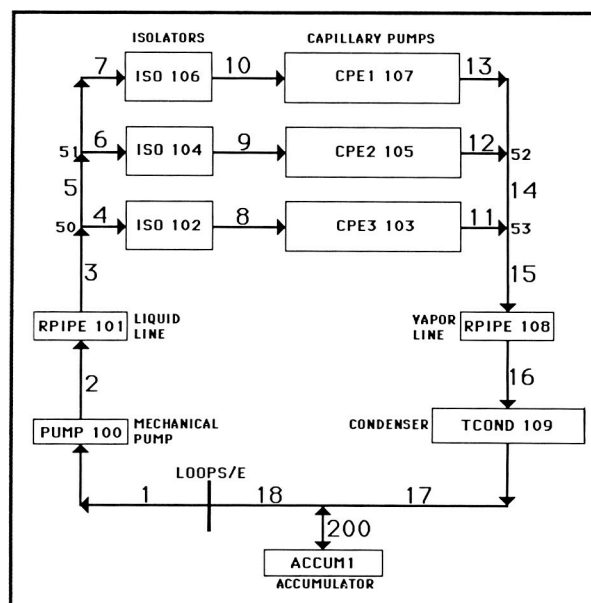 ISOLATORS
CAPILLARY PUMPS
7
ISO 106
10
CPE1 107
13
51
6
ISO 104
9
CPE2 105
12
52
5
14
50
4
ISO 102
8
CPE3 103
11
53
3
15
RPIPE 101
LIQUID
LINE
VAPOR
LINE
RPIPE 108
2
16
PUMP 100
MECHANICAL
PUMP
CONDENSER
TCOND 109
LOOPS/E
1
18
17
200
ACCUM1
ACCUMULATOR